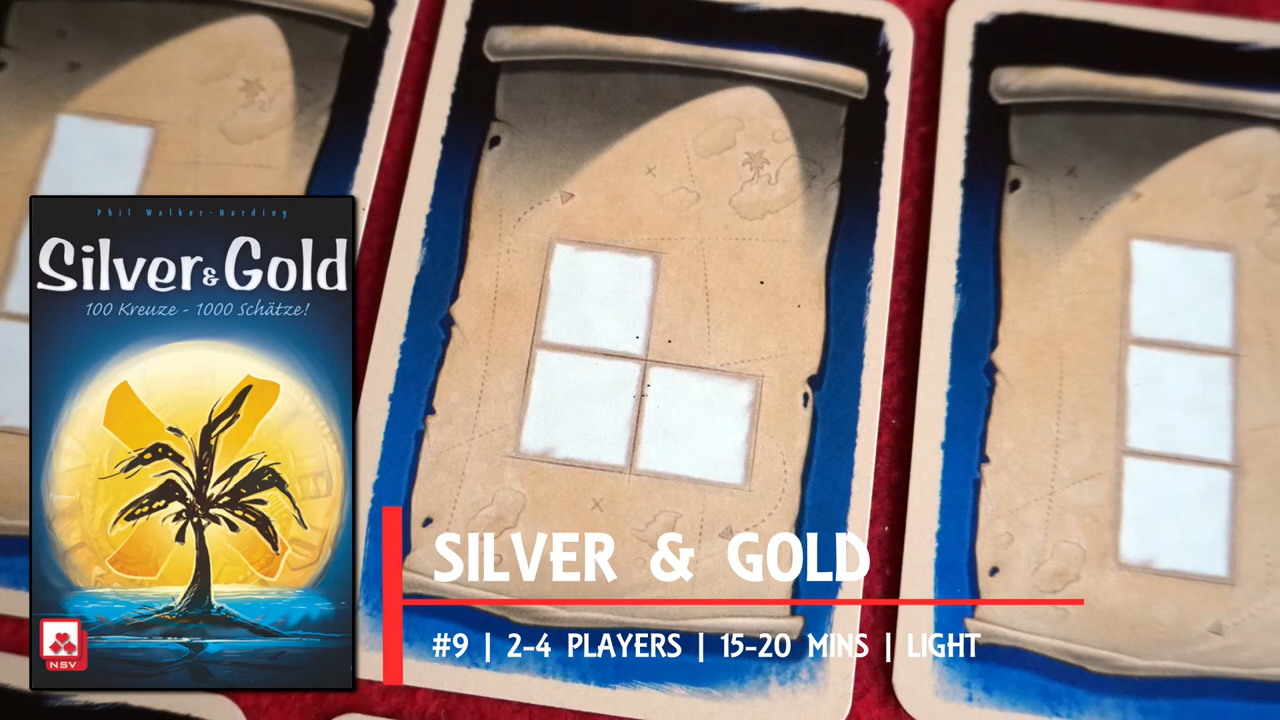 Phil Walker-Harding
Silver & Gold
100 Kreuze - 1000 Schätze!
NSV
SILVER & GOLD
#9 | 2-4 PLAYERS | 15-20 MINS | LIGHT